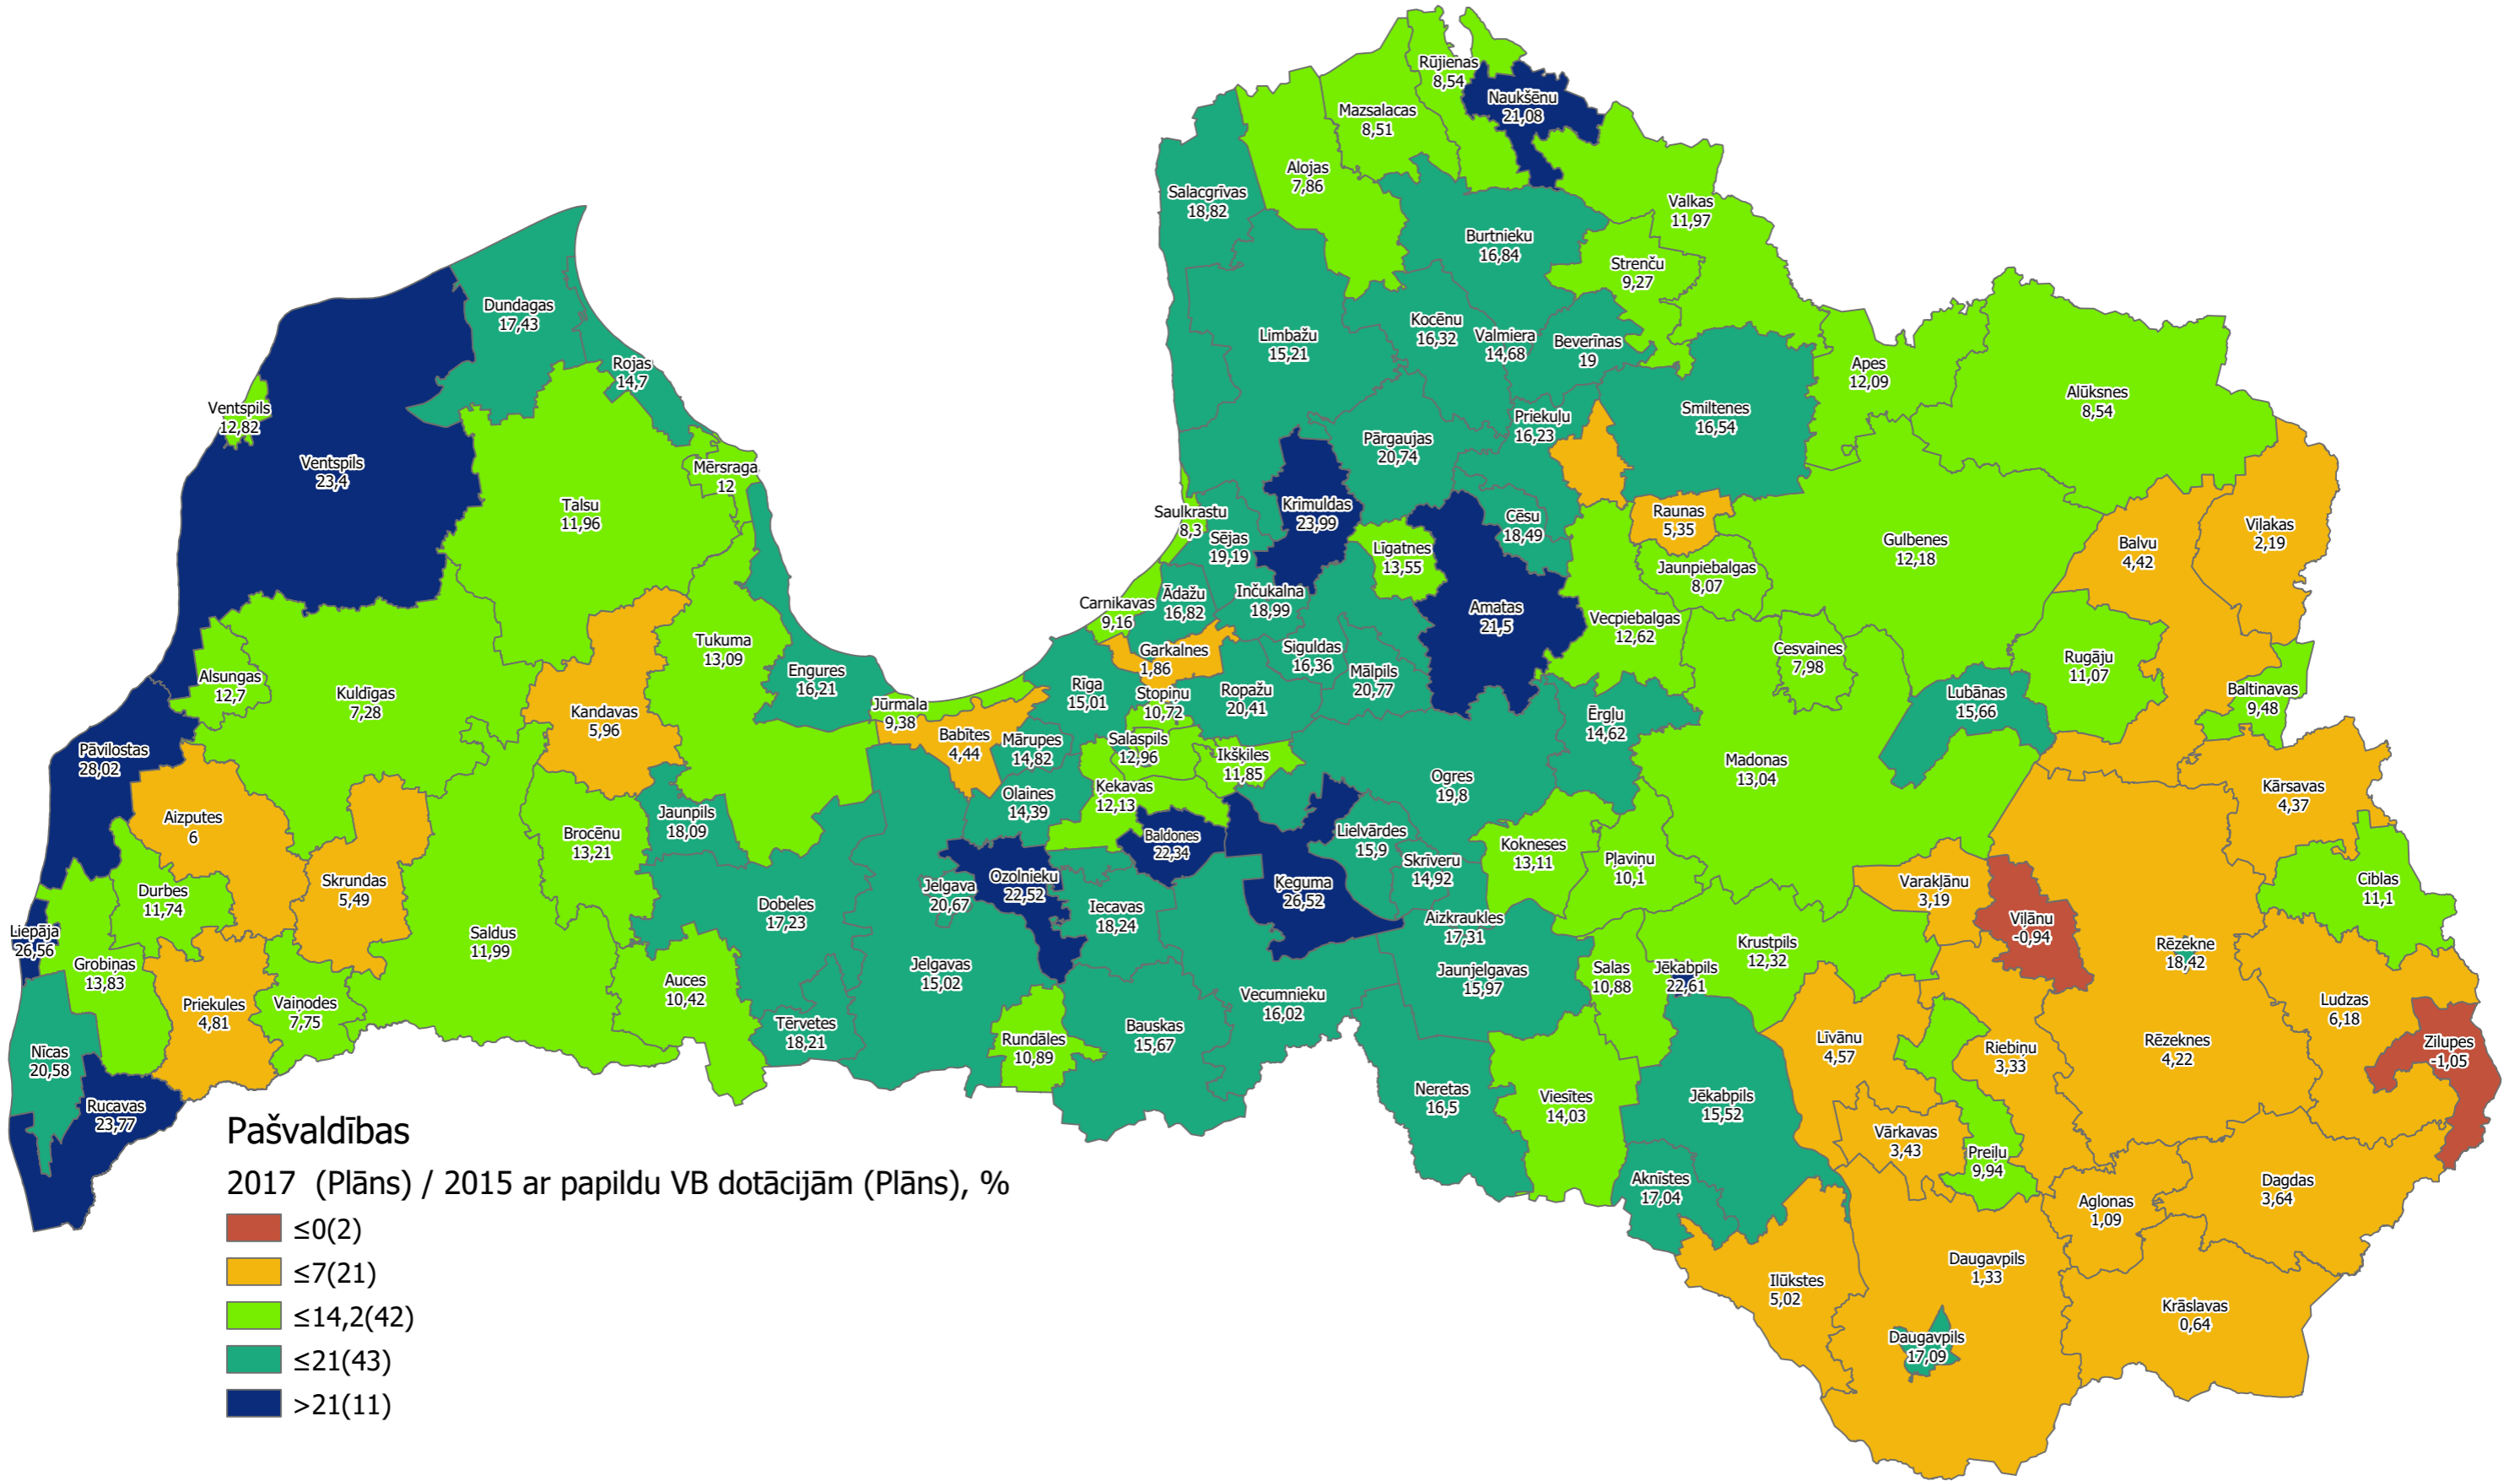 Rūjienas
8,54
Naukšēnu
21,08
Mazsalacas
8,51
Alojas
7,86
Salacgrīvas
18,82
Valkas
11,97
Burtnieku
16,84
Strenču
9,27
Dundagas
17,43
Kocēnu
16,32
Limbažu
15,21
Valmiera
14,68
Beverīnas
19
Rojas
14,7
Apes
12,09
Alūksnes
8,54
Ventspils
12,82
Smiltenes
16,54
Priekuļu
16,23
Pārgaujas
20,74
Ventspils
23,4
Mērsraga
12
Talsu
11,96
Krimuldas
23,99
Saulkrastu
8,3
Cēsu
18,49
Raunas
5,35
Viļakas
2,19
Sējas
19,19
Līgatnes
13,55
Gulbenes
12,18
Balvu
4,42
Jaunpiebalgas
8,07
Carnikavas
9,16
Ādažu
16,82
Inčukalna
18,99
Amatas
21,5
Vecpiebalgas
12,62
Tukuma
13,09
Garkalnes
1,86
Siguldas
16,36
Cesvaines
7,98
Rugāju
11,07
Engures
16,21
Mālpils
20,77
Alsungas
12,7
Kuldīgas
7,28
Rīga
15,01
Stopiņu
10,72
Ropažu
20,41
Lubānas
15,66
Baltinavas
9,48
Kandavas
5,96
Jūrmala
9,38
Ērgļu
14,62
Babītes
4,44
Mārupes
14,82
Salaspils
12,96
Ikšķiles
11,85
Pāvilostas
28,02
Madonas
13,04
Ogres
19,8
Kārsavas
4,37
Ķekavas
12,13
Olaines
14,39
Jaunpils
18,09
Aizputes
6
Brocēnu
13,21
Baldones
22,34
Lielvārdes
15,9
Kokneses
13,11
Pļaviņu
10,1
Skrīveru
14,92
Skrundas
5,49
Durbes
11,74
Jelgava
20,67
Ozolnieku
22,52
Ķeguma
26,52
Varakļānu
3,19
Ciblas
11,1
Dobeles
17,23
Iecavas
18,24
Aizkraukles
17,31
Viļānu
-0,94
Liepāja
26,56
Saldus
11,99
Krustpils
12,32
Rēzekne
18,42
Grobiņas
13,83
Jelgavas
15,02
Jaunjelgavas
15,97
Salas
10,88
Jēkabpils
22,61
Auces
10,42
Vecumnieku
16,02
Priekules
4,81
Vaiņodes
7,75
Ludzas
6,18
Tērvetes
18,21
Rundāles
10,89
Bauskas
15,67
Līvānu
4,57
Riebiņu
3,33
Rēzeknes
4,22
Zilupes
-1,05
Nīcas
20,58
Neretas
16,5
Viesītes
14,03
Jēkabpils
15,52
Rucavas
23,77
Vārkavas
3,43
Preiļu
9,94
Aknīstes
17,04
Aglonas
1,09
Dagdas
3,64
Daugavpils
1,33
Ilūkstes
5,02
Krāslavas
0,64
Daugavpils
17,09
Pašvaldības
2017 (Plāns) / 2015 ar papildu VB dotācijām (Plāns), %
≤0(2)
≤7(21)
≤14,2(42)
≤21(43)
>21(11)